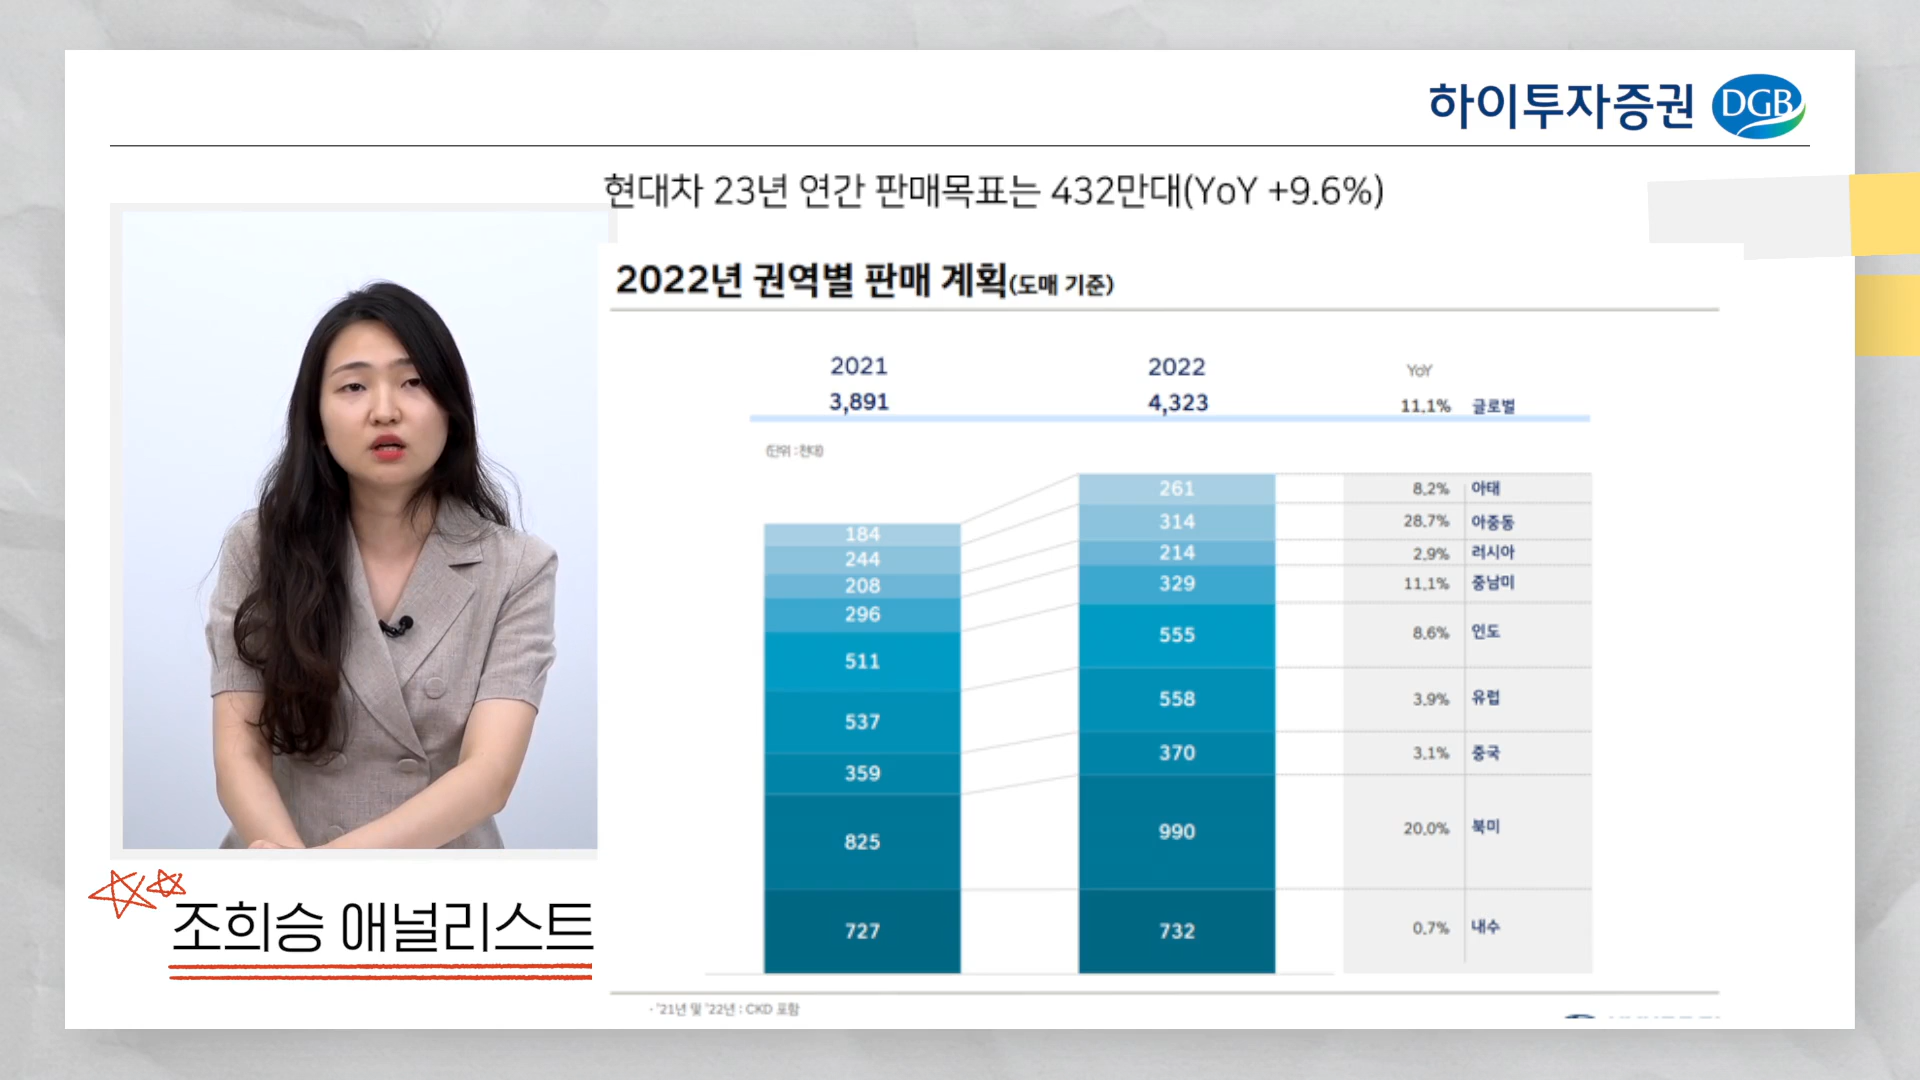 하이투자증권 DGB
현대차 23년 연간 판매목표는 432만대(YoY +9.6%)
2022년 권역별 판매 계획(도매 기준)
2021 2022 YoY
3,891 4,323 11.1% 글로벌
(단위 : 천대)
261 8.2% 아태
184 314 28.7% 아중동
244 214 2.9% 러시아
208 329 11.1% 중남미
296
511 555 8.6% 인도
537 558 3.9% 유럽
359 370 3.1% 중국
825 990 20.0% 북미
727 732 0.7% 내수
조희승 애널리스트
- '21년 및 '22년 : CKD 포함